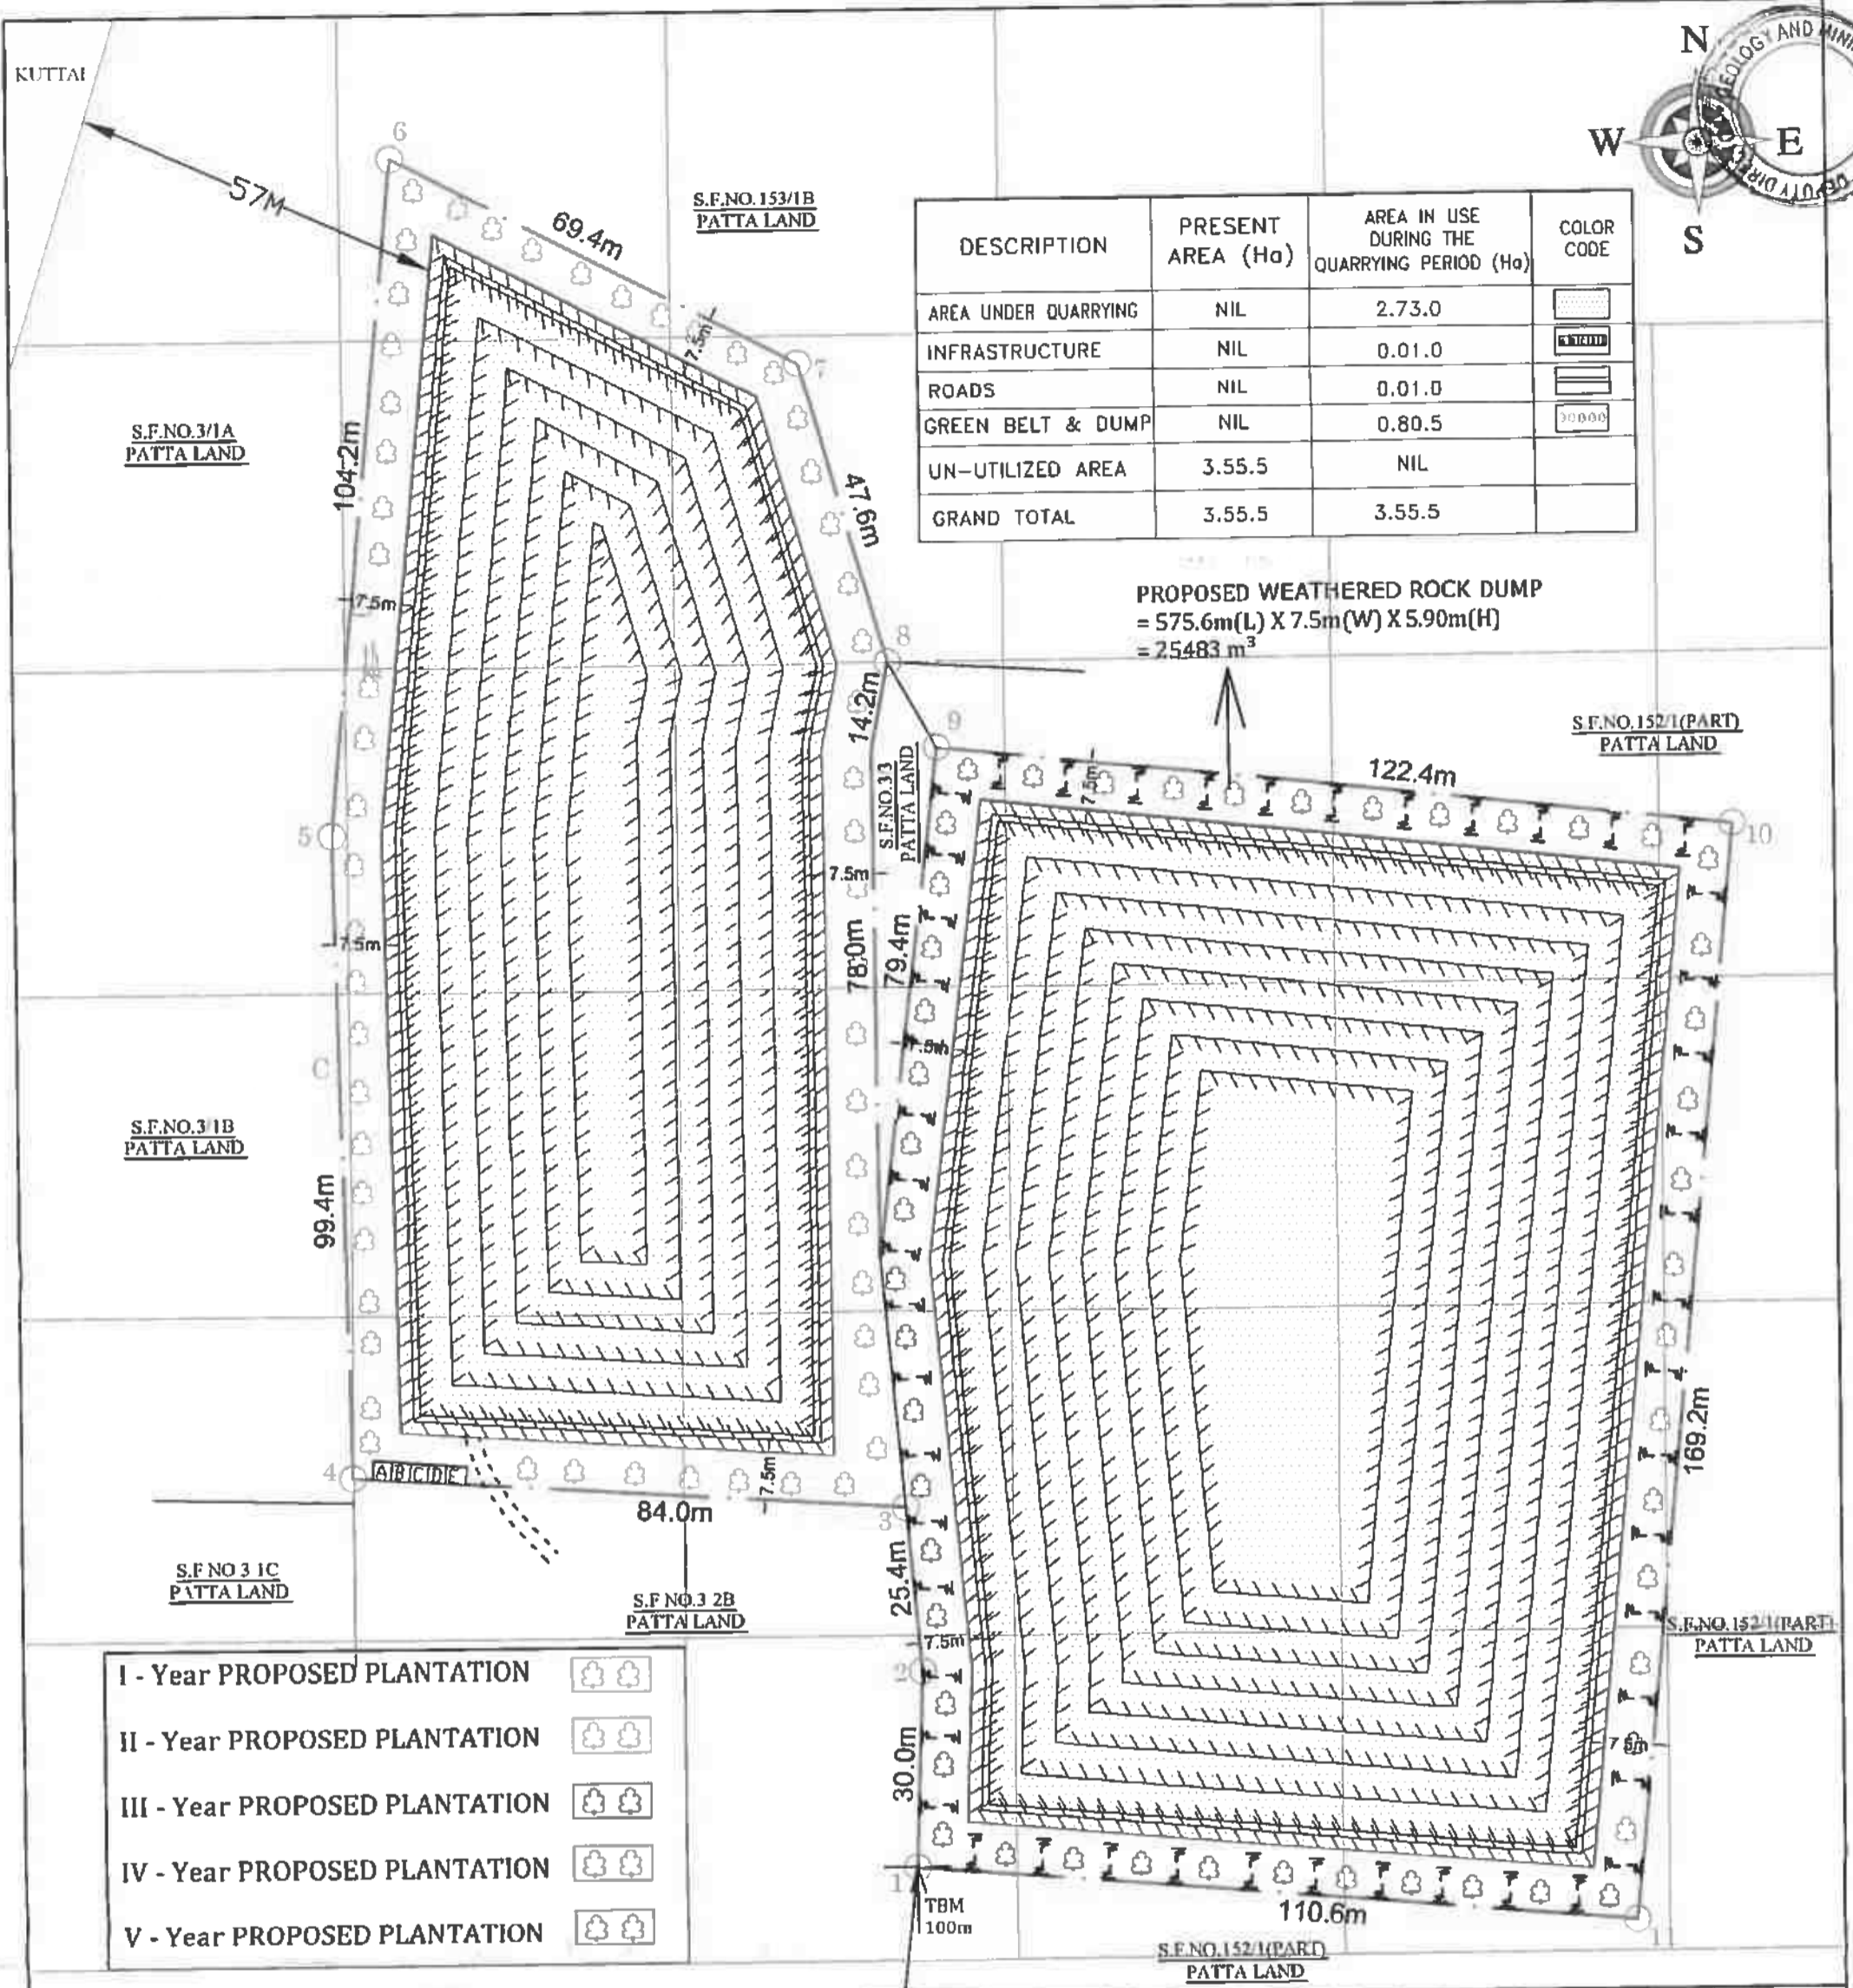 KUTTAI
N
W
E
S
GEOLOGY AND
57M
6
69.4m
S.F.NO.153/1B
PATTA LAND
DESCRIPTION PRESENT AREA (Ha) AREA IN USE DURING THE QUARRYING PERIOD (Ha) COLOR CODE
AREA UNDER QUARRYING NIL 2.73.0
INFRASTRUCTURE NIL 0.01.0
ROADS NIL 0.01.0
GREEN BELT & DUMP NIL 0.80.5
UN-UTILIZED AREA 3.55.5 NIL
GRAND TOTAL 3.55.5 3.55.5
7.5m
7
S.F.NO.3/1A
PATTA LAND
104.2m
47.6m
7.5m
PROPOSED WEATHERED ROCK DUMP
= 575.6m(L) X 7.5m(W) X 5.90m(H)
= 25483 m³
8
14.2m
9
S.F.NO.152/1(PART)
PATTA LAND
S.F.NO.3/3
PATTA LAND
7.5m
122.4m
10
5
7.5m
7.5m
78.0m
79.4m
7.5m
C
S.F.NO.3 1B
PATTA LAND
99.4m
169.2m
4
A B C D E
7.5m
84.0m
3
S.F NO 3 1C
PATTA LAND
S.F NO.3 2B
PATTA LAND
25.4m
7.5m
2
S.F.NO.152/1(PART)
PATTA LAND
7.5m
30.0m
I - Year PROPOSED PLANTATION
II - Year PROPOSED PLANTATION
III - Year PROPOSED PLANTATION
IV - Year PROPOSED PLANTATION
V - Year PROPOSED PLANTATION
1
TBM
100m
110.6m
S.F.NO.152/1(PART)
PATTA LAND